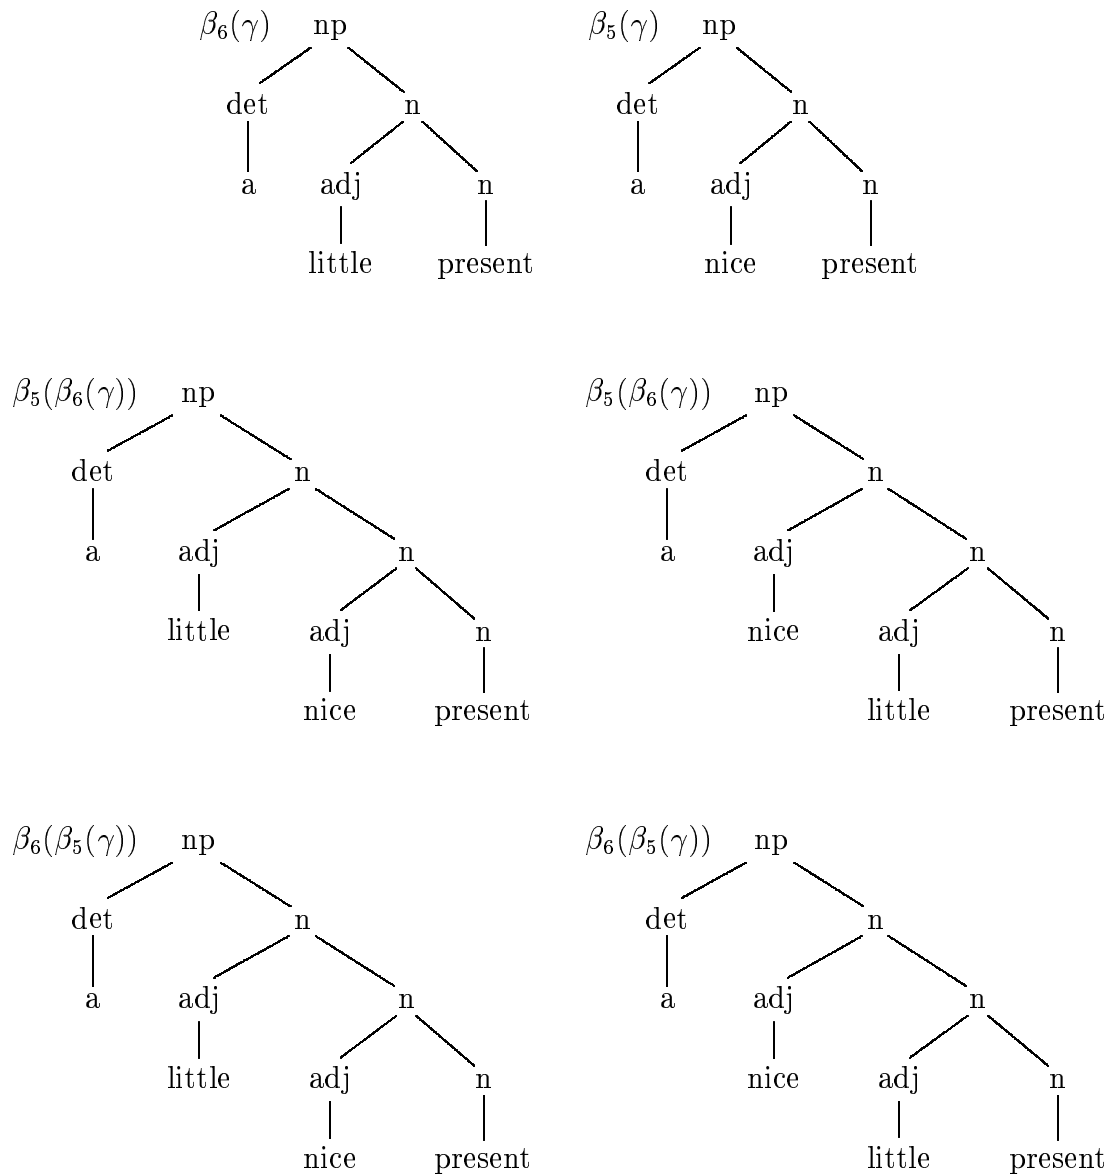 β₆(γ) np β₅(γ) np
det n det n
a adj n a adj n
little present nice present
β₅(β₆(γ)) np β₅(β₆(γ)) np
det n det n
a adj n a adj n
little adj n nice adj n
nice present little present
β₆(β₅(γ)) np β₆(β₅(γ)) np
det n det n
a adj n a adj n
little adj n nice adj n
nice present little present